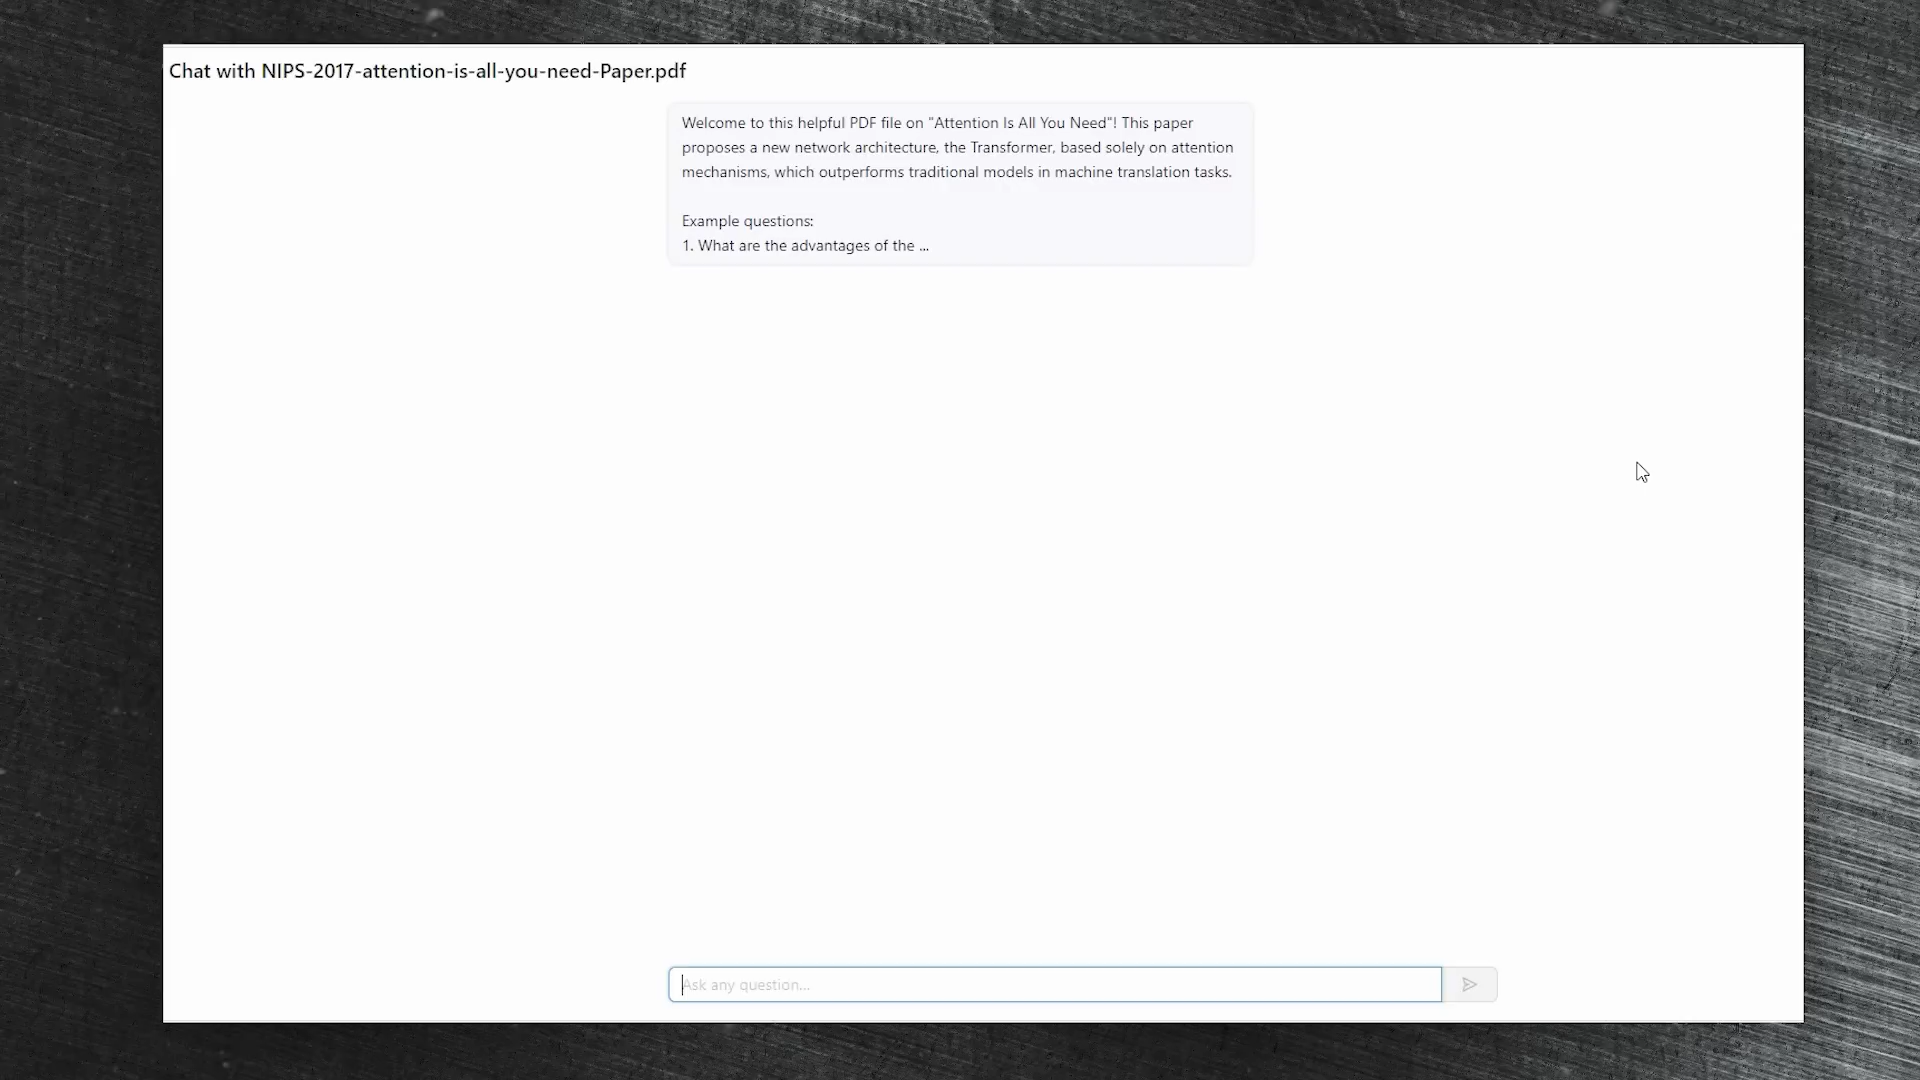 Chat with NIPS-2017-attention-is-all-you-need-Paper.pdf
Welcome to this helpful PDF file on "Attention Is All You Need"! This paper
proposes a new network architecture, the Transformer, based solely on attention
mechanisms, which outperforms traditional models in machine translation tasks.
Example questions:
1. What are the advantages of the ...
Ask any question...